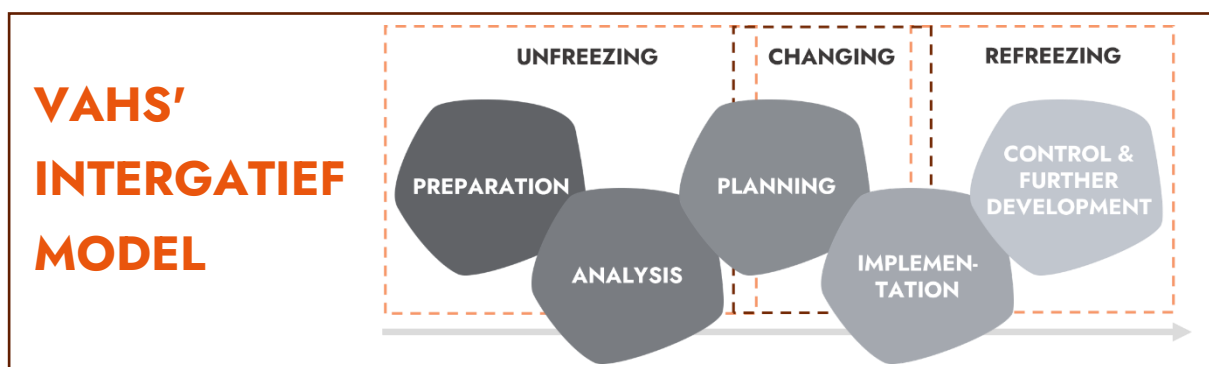 VAHS'
INTERGATIEF
MODEL
UNFREEZING
CHANGING
REFREEZING
PREPARATION
ANALYSIS
PLANNING
IMPLEMEN-
TATION
CONTROL &
FURTHER
DEVELOPMENT